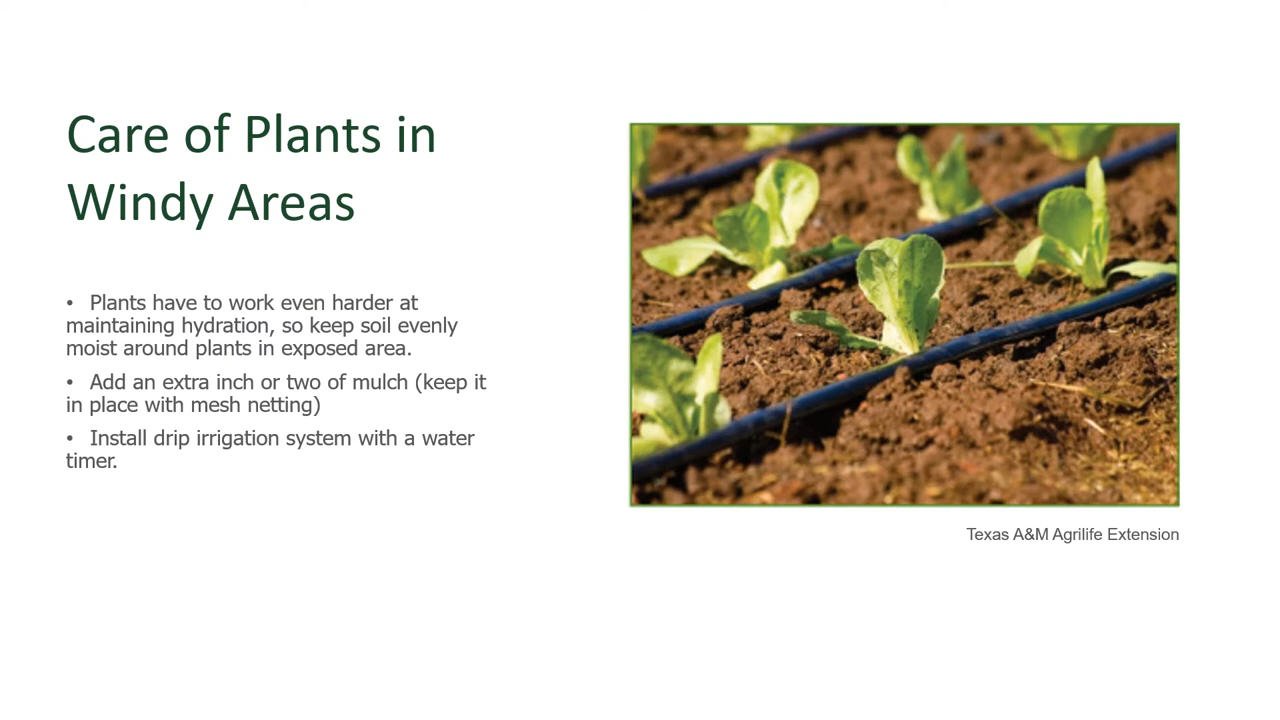 Care of Plants in
Windy Areas
• Plants have to work even harder at
maintaining hydration, so keep soil evenly
moist around plants in exposed area.
• Add an extra inch or two of mulch (keep it
in place with mesh netting)
• Install drip irrigation system with a water
timer.
Texas A&M Agrilife Extension